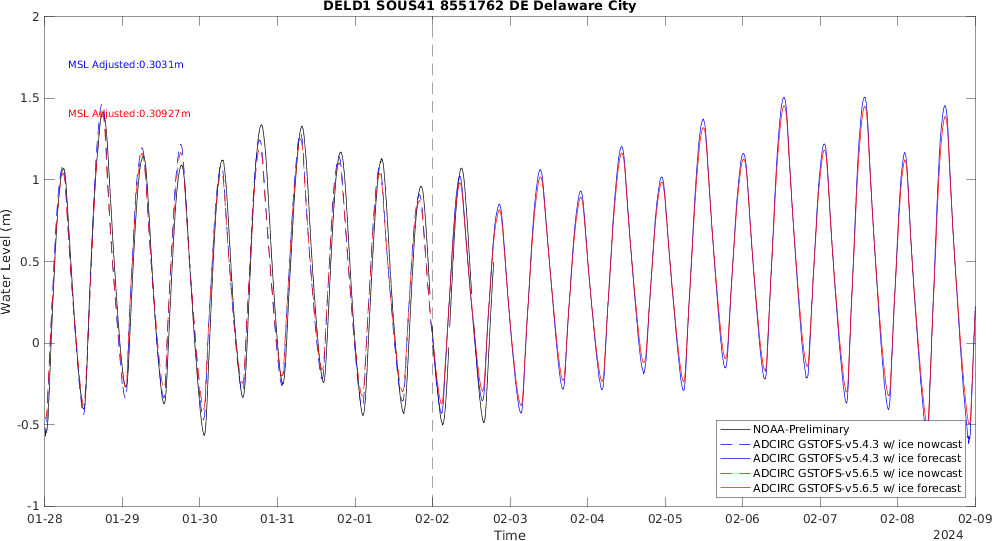 DELD1 SOUS41 8551762 DE Delaware City
MSL Adjusted:0.3031m
MSL Adjusted:0.30927m
Water Level (m)
2
1.5
1
0.5
0
-0.5
-1
NOAA-Preliminary
ADCIRC GSTOFS-v5.4.3 w/ ice nowcast
ADCIRC GSTOFS-v5.4.3 w/ ice forecast
ADCIRC GSTOFS-v5.6.5 w/ ice nowcast
ADCIRC GSTOFS-v5.6.5 w/ ice forecast
01-28 01-29 01-30 01-31 02-01 02-02 02-03 02-04 02-05 02-06 02-07 02-08 02-09
Time
2024